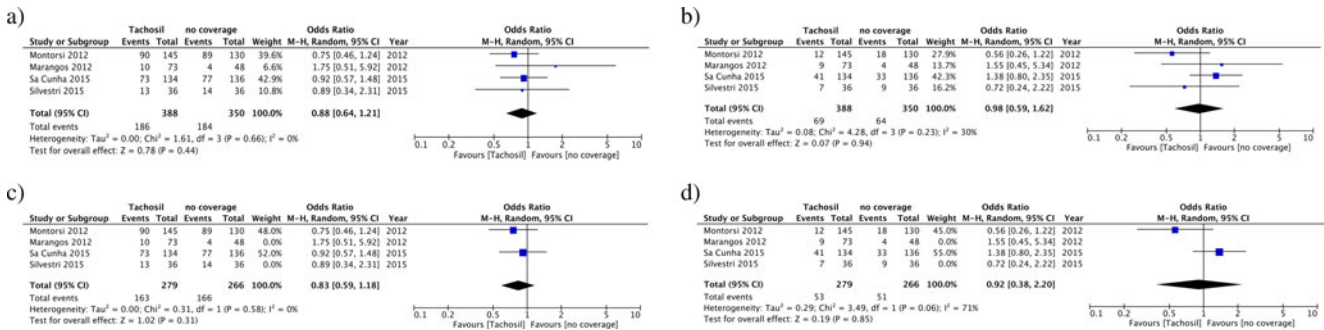 a)
Tachosil no coverage Odds Ratio Odds Ratio
Study or Subgroup Events Total Events Total Weight M-H, Random, 95% CI Year M-H, Random, 95% CI
Montorsi 2012 90 145 89 130 39.6% 0.75 [0.46, 1.24] 2012
Marangos 2012 10 73 4 48 6.6% 1.75 [0.51, 5.92] 2012
Sa Cunha 2015 73 134 77 136 42.9% 0.92 [0.57, 1.48] 2015
Silvestri 2015 13 36 14 36 10.8% 0.89 [0.34, 2.31] 2015
Total (95% CI) 388 350 100.0% 0.88 [0.64, 1.21]
Total events 186 184
Heterogeneity: Tau² = 0.00; Chi² = 1.61, df = 3 (P = 0.66); I² = 0%
Test for overall effect: Z = 0.78 (P = 0.44)
0.1 0.2 0.5 1 2 5 10
Favours [Tachosil] Favours [no coverage]
b)
Tachosil no coverage Odds Ratio Odds Ratio
Study or Subgroup Events Total Events Total Weight M-H, Random, 95% CI Year M-H, Random, 95% CI
Montorsi 2012 12 145 18 130 27.9% 0.56 [0.26, 1.22] 2012
Marangos 2012 9 73 4 48 13.9% 1.55 [0.45, 5.34] 2012
Sa Cunha 2015 41 134 33 136 42.0% 1.38 [0.80, 2.35] 2015
Silvestri 2015 7 36 9 36 16.2% 0.72 [0.24, 2.22] 2015
Total (95% CI) 388 350 100.0% 0.98 [0.59, 1.62]
Total events 69 64
Heterogeneity: Tau² = 0.08; Chi² = 4.28, df = 3 (P = 0.23); I² = 30%
Test for overall effect: Z = 0.07 (P = 0.94)
0.1 0.2 0.5 1 2 5 10
Favours [Tachosil] Favours [no coverage]
c)
Tachosil no coverage Odds Ratio Odds Ratio
Study or Subgroup Events Total Events Total Weight M-H, Random, 95% CI Year M-H, Random, 95% CI
Montorsi 2012 90 145 89 130 48.0% 0.75 [0.46, 1.24] 2012
Marangos 2012 10 73 4 48 0.0% 1.75 [0.51, 5.92] 2012
Sa Cunha 2015 73 134 77 136 52.0% 0.92 [0.57, 1.48] 2015
Silvestri 2015 13 36 14 36 0.0% 0.89 [0.34, 2.31] 2015
Total (95% CI) 279 266 100.0% 0.83 [0.59, 1.18]
Total events 163 166
Heterogeneity: Tau² = 0.00; Chi² = 0.31, df = 1 (P = 0.58); I² = 0%
Test for overall effect: Z = 1.02 (P = 0.31)
0.1 0.2 0.5 1 2 5 10
Favours [Tachosil] Favours [no coverage]
d)
Tachosil no coverage Odds Ratio Odds Ratio
Study or Subgroup Events Total Events Total Weight M-H, Random, 95% CI Year M-H, Random, 95% CI
Montorsi 2012 12 145 18 130 45.0% 0.56 [0.26, 1.22] 2012
Marangos 2012 9 73 4 48 0.0% 1.55 [0.45, 5.34] 2012
Sa Cunha 2015 41 134 33 136 55.0% 1.38 [0.80, 2.35] 2015
Silvestri 2015 7 36 9 36 0.0% 0.72 [0.24, 2.22] 2015
Total (95% CI) 279 266 100.0% 0.92 [0.38, 2.20]
Total events 53 51
Heterogeneity: Tau² = 0.29; Chi² = 3.49, df = 1 (P = 0.06); I² = 71%
Test for overall effect: Z = 0.19 (P = 0.85)
0.1 0.2 0.5 1 2 5 10
Favours [Tachosil] Favours [no coverage]